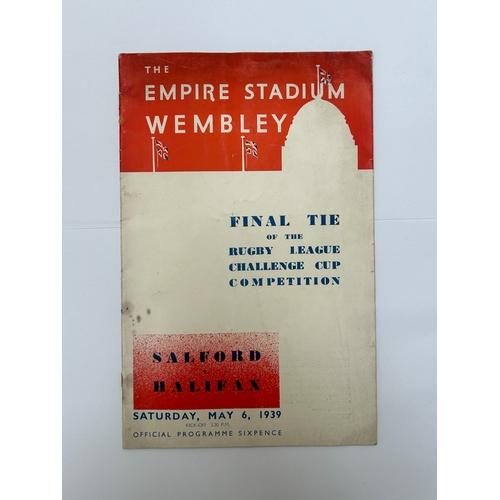 THE
EMPIRE STADIUM
WEMBLEY
FINAL TIE
OF THE
RUGBY LEAGUE
CHALLENGE CUP
COMPETITION
SALFORD
HALIFAX
SATURDAY, MAY 6, 1939
KICK-OFF 3.30 P.M.
OFFICIAL PROGRAMME SIXPENCE